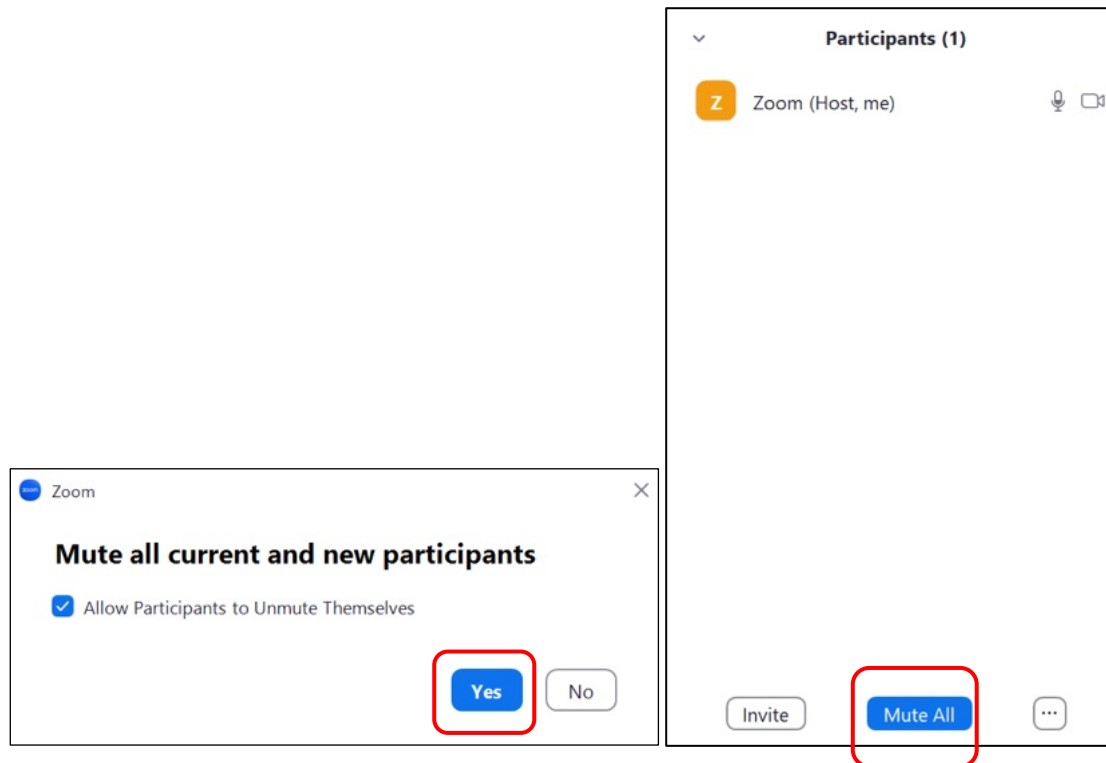 Participants (1)
Z Zoom (Host, me)
Zoom
Mute all current and new participants
Allow Participants to Unmute Themselves
Yes No
Invite Mute All ...